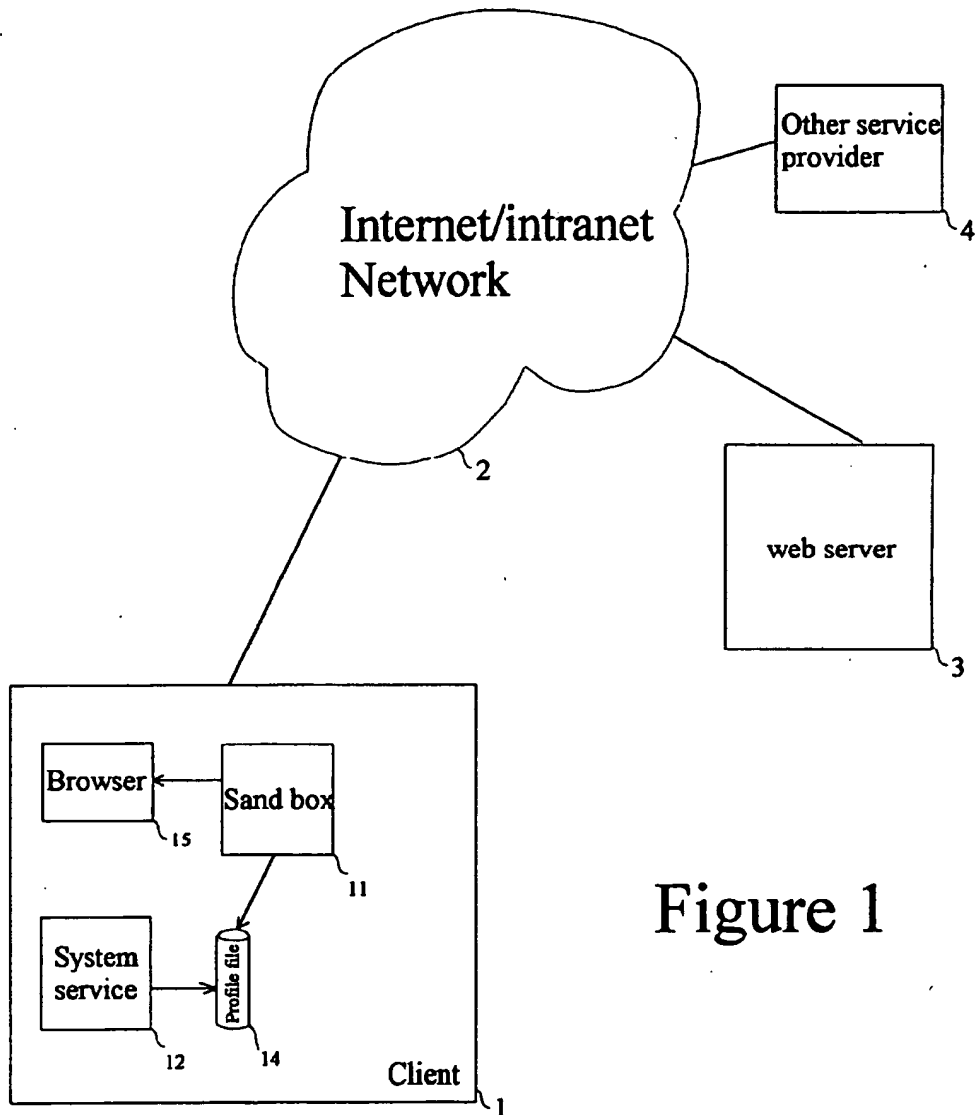 Other service
provider
4
Internet/intranet
Network
2
web server
3
Browser
15
Sand box
11
System
service
12
Profile file
14
Client
1
Figure 1